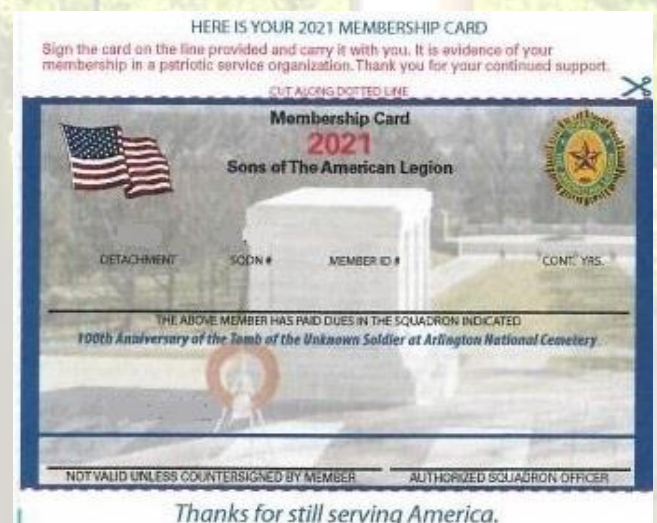 HERE IS YOUR 2021 MEMBERSHIP CARD
Sign the card on the line provided and carry it with you. It is evidence of your
membership in a patriotic service organization. Thank you for your continued support.
CUT ALONG DOTTED LINE
Membership Card
2021
Sons of The American Legion
DETACHMENT SQDN # MEMBER ID # CONT. YRS.
THE ABOVE MEMBER HAS PAID DUES IN THE SQUADRON INDICATED
100th Anniversary of the Tomb of the Unknown Soldier at Arlington National Cemetery
NOT VALID UNLESS COUNTERSIGNED BY MEMBER AUTHORIZED SQUADRON OFFICER
Thanks for still serving America.